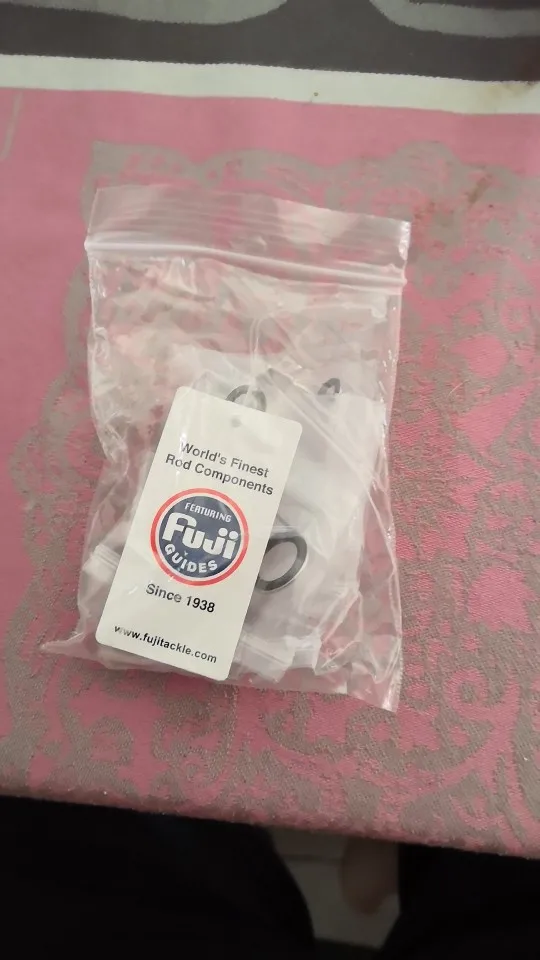 World's Finest
Rod Components
FEATURING
Fuji
GUIDES
Since 1938
www.fujitackle.com